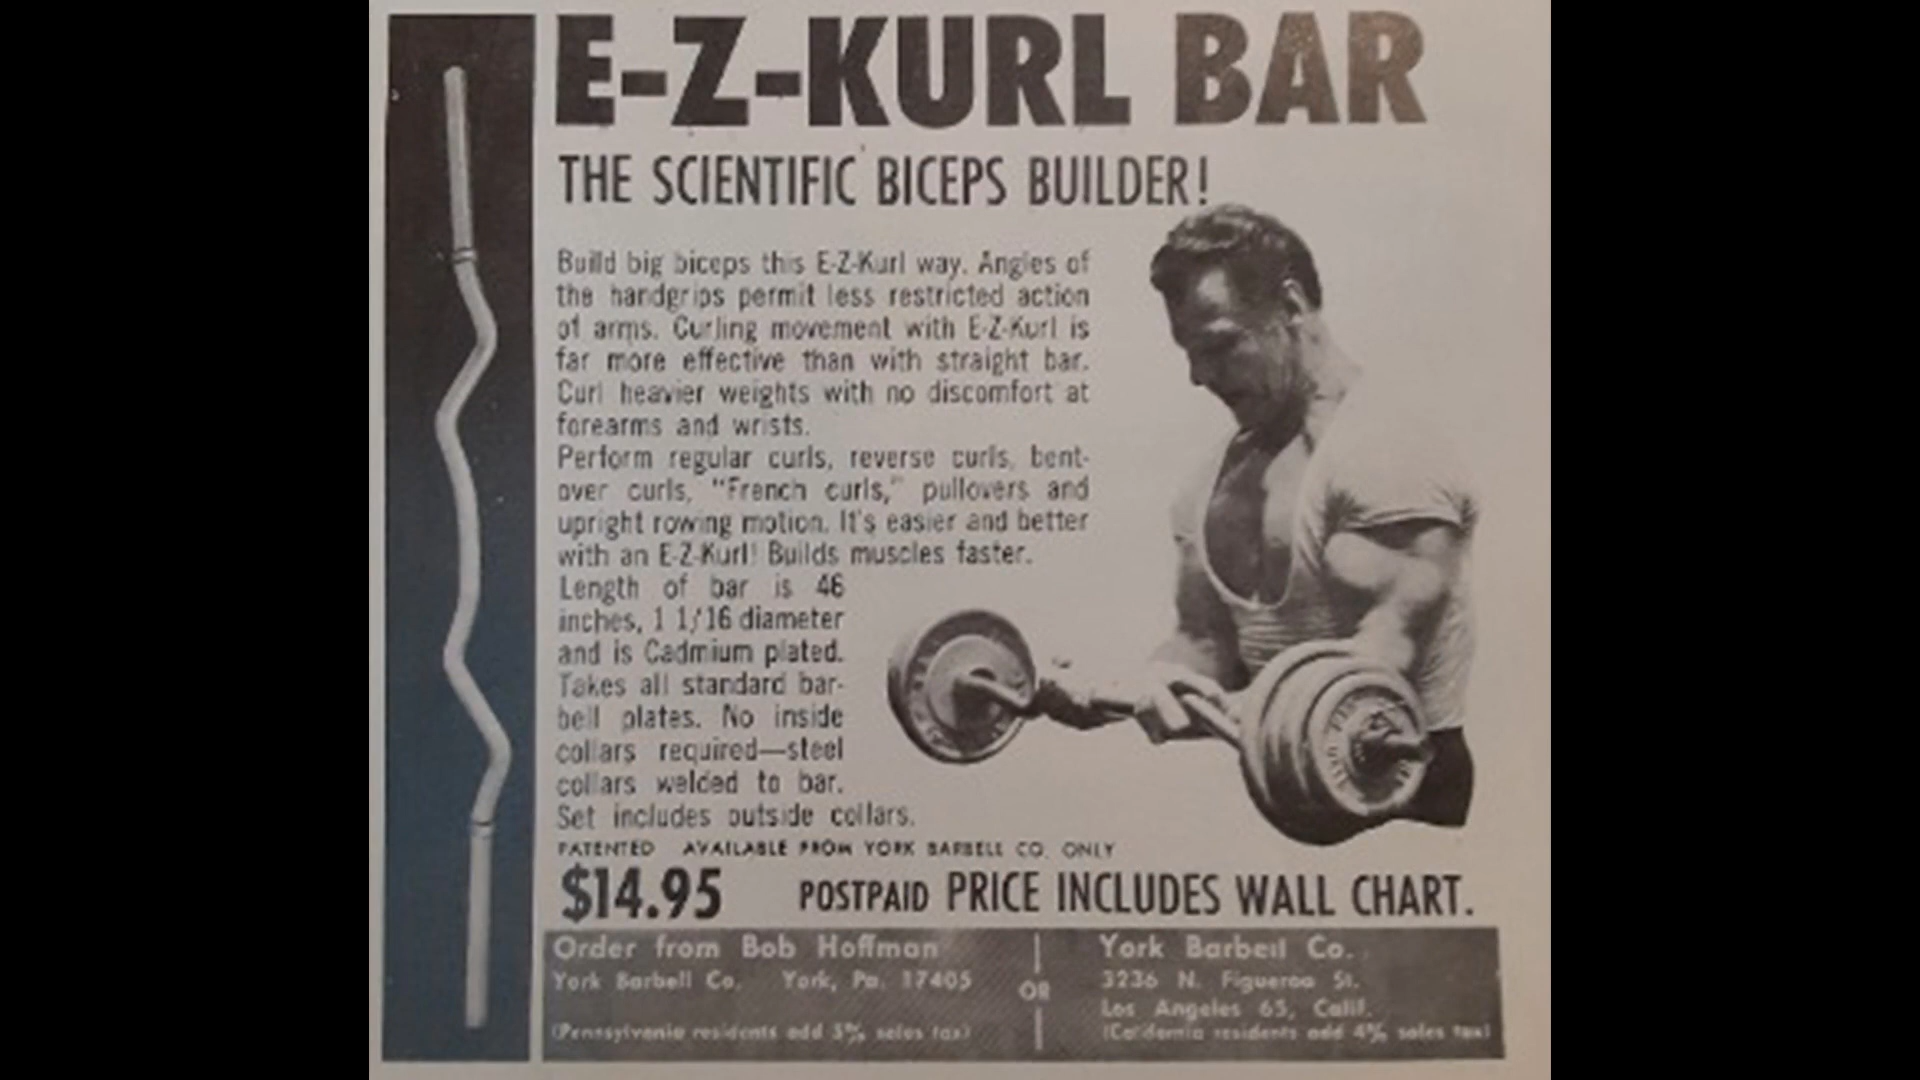 E-Z-KURL BAR
THE SCIENTIFIC BICEPS BUILDER!
Build big biceps this E-Z-Kurl way. Angles of
the handgrips permit less restricted action
of arms. Curling movement with E-Z-Kurl is
far more effective than with straight bar.
Curl heavier weights with no discomfort at
forearms and wrists.
Perform regular curls, reverse curls, bent-
over curls, "French curls," pullovers and
upright rowing motion. It's easier and better
with an E-Z-Kurl! Builds muscles faster.
Length of bar is 46
inches, 1 1/16 diameter
and is Cadmium plated.
Takes all standard bar-
bell plates. No inside
collars required—steel
collars welded to bar.
Set includes outside collars.
PATENTED AVAILABLE FROM YORK BARBELL CO. ONLY
$14.95 POSTPAID PRICE INCLUDES WALL CHART.
Order from Bob Hoffman
York Barbell Co. York, Pa. 17405
(Pennsylvania residents add 5% sales tax)
OR
York Barbell Co.
3236 N. Figueroa St.
Los Angeles 65, Calif.
(California residents add 4% sales tax)